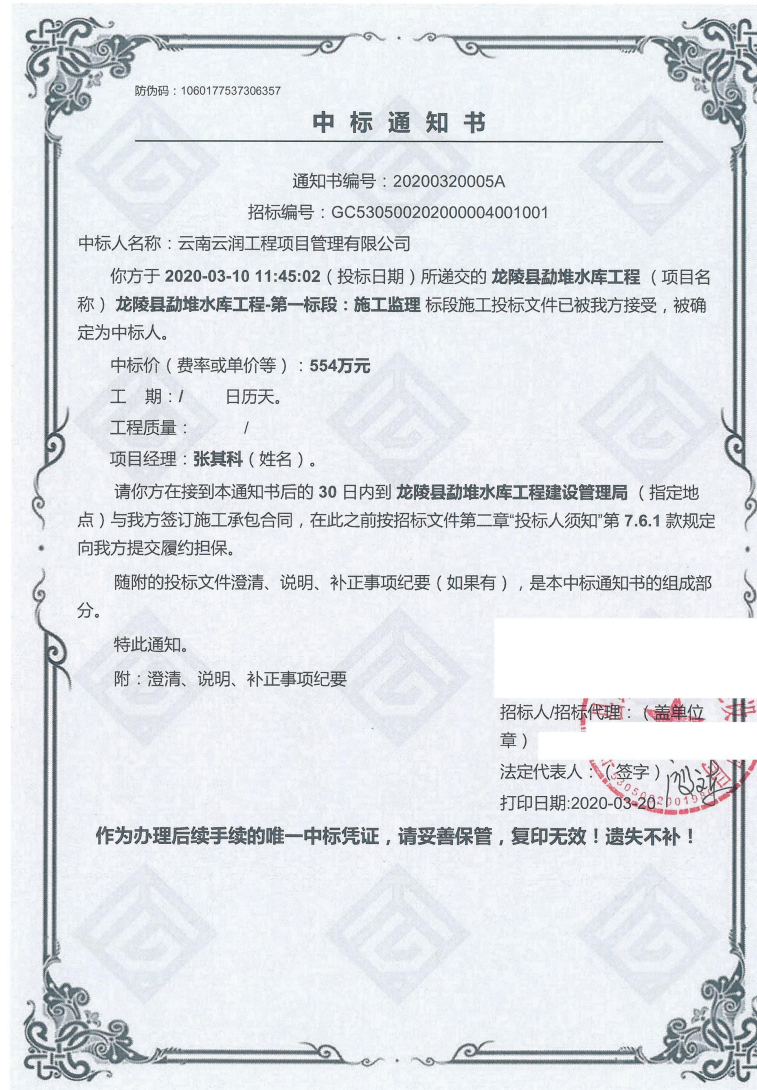 防伪码：1060177537306357
中标通知书
通知书编号：20200320005A
招标编号：GC530500202000004001001
中标人名称：云南云润工程项目管理有限公司
你方于 2020-03-10 11:45:02（投标日期）所递交的 龙陵县勐堆水库工程 （项目名
称） 龙陵县勐堆水库工程-第一标段：施工监理 标段施工投标文件已被我方接受，被确
定为中标人。
中标价（费率或单价等）：554万元
工 期：/ 日历天。
工程质量： /
项目经理：张其科（姓名）。
请你方在接到本通知书后的 30 日内到 龙陵县勐堆水库工程建设管理局 （指定地
点）与我方签订施工承包合同，在此之前按招标文件第二章“投标人须知”第 7.6.1 款规定
向我方提交履约担保。
随附的投标文件澄清、说明、补正事项纪要（如果有），是本中标通知书的组成部
分。
特此通知。
附：澄清、说明、补正事项纪要
招标人/招标代理：（盖单位
章）
法定代表人：（签字）
打印日期:2020-03-20
作为办理后续手续的唯一中标凭证，请妥善保管，复印无效！遗失不补！